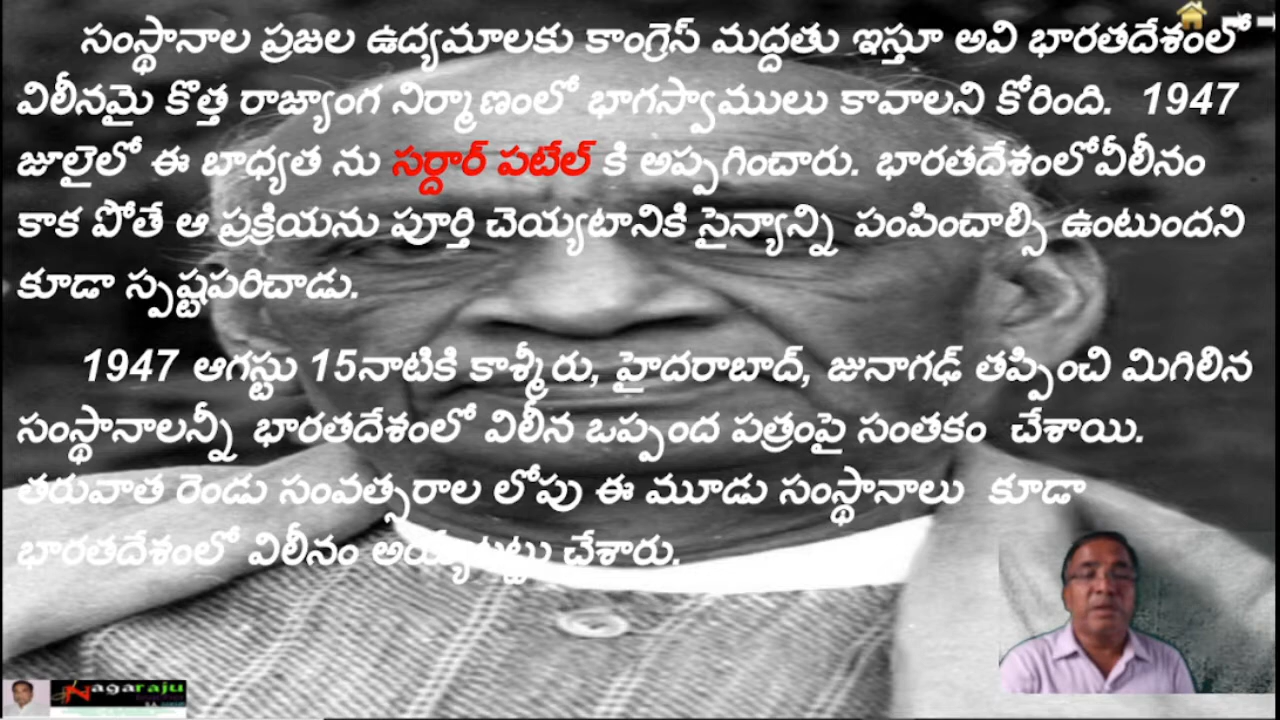 సంస్థానాల ప్రజల ఉద్యమాలకు కాంగ్రెస్ మద్దతు ఇస్తూ అవి భారతదేశంలో
విలీనమై కొత్త రాజ్యాంగ నిర్మాణంలో భాగస్వాములు కావాలని కోరింది. 1947
జూలైలో ఈ బాధ్యత ను సర్దార్ పటేల్ కి అప్పగించారు. భారతదేశంలోవీలీనం
కాక పోతే ఆ ప్రక్రియను పూర్తి చెయ్యటానికి సైన్యాన్ని పంపించాల్సి ఉంటుందని
కూడా స్పష్టపరిచాడు.
1947 ఆగస్టు 15నాటికి కాశ్మీరు, హైదరాబాద్, జునాగఢ్ తప్పించి మిగిలిన
సంస్థానాలన్నీ భారతదేశంలో విలీన ఒప్పంద పత్రంపై సంతకం చేశాయి.
తరువాత రెండు సంవత్సరాల లోపు ఈ మూడు సంస్థానాలు కూడా
భారతదేశంలో విలీనం అయ్యేటట్టు చేశారు.
Nagaraju